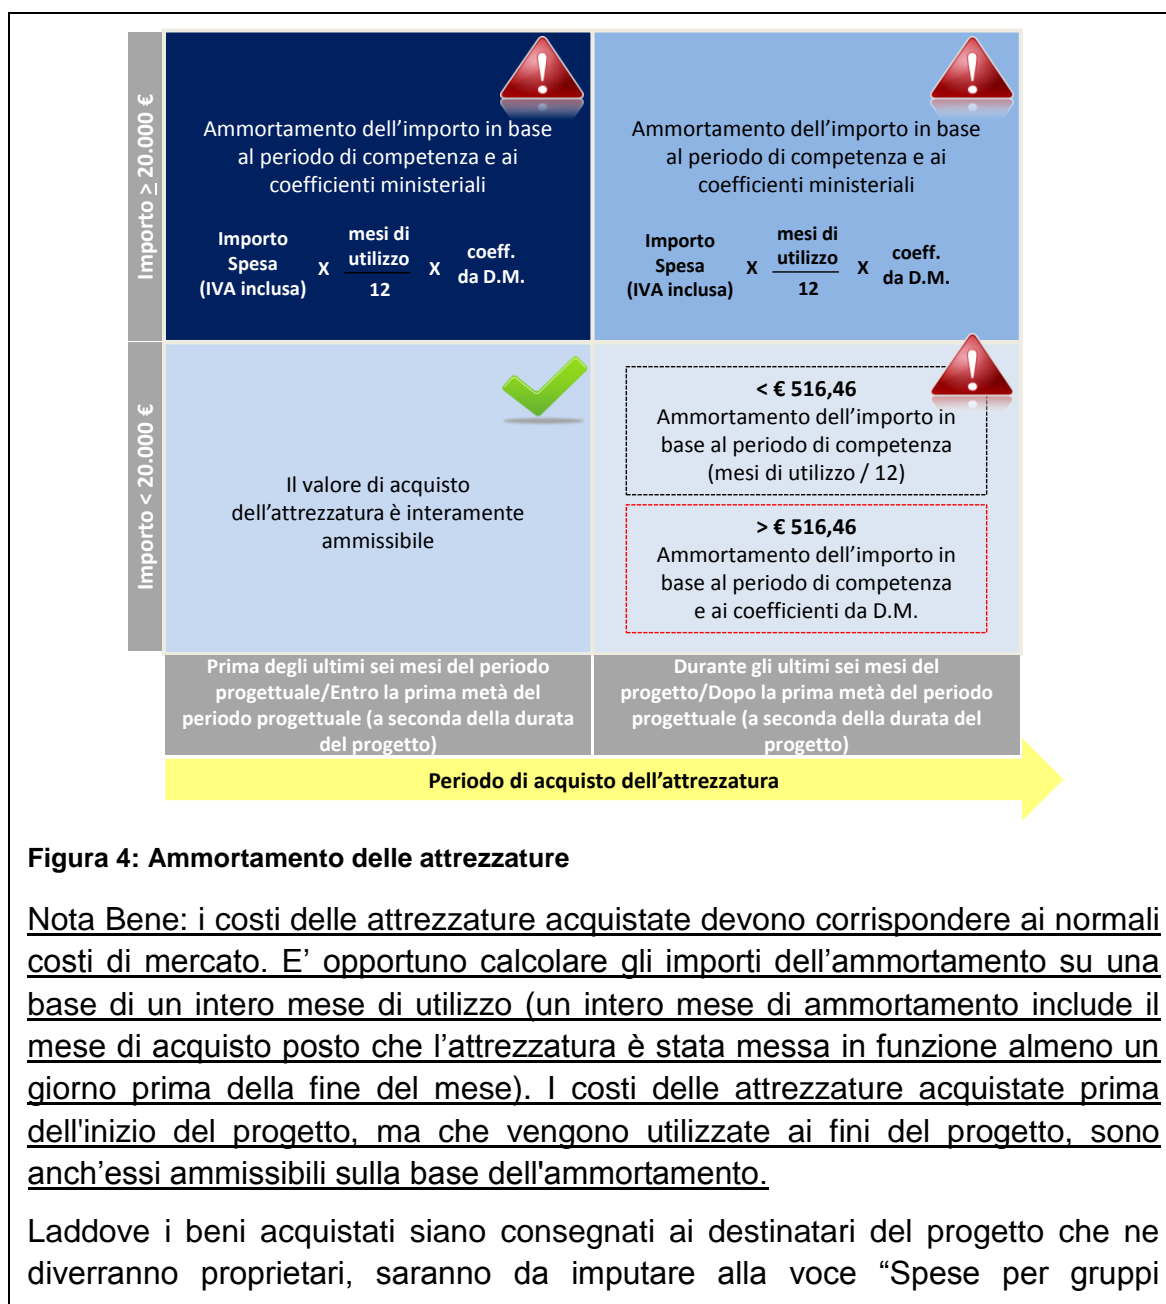 Importo ≥ 20.000 €
Ammortamento dell'importo in base
al periodo di competenza e ai
coefficienti ministeriali
Importo
Spesa
(IVA inclusa)
X
mesi di
utilizzo
12
X
coeff.
da D.M.
Ammortamento dell'importo in base
al periodo di competenza e ai
coefficienti ministeriali
Importo
Spesa
(IVA inclusa)
X
mesi di
utilizzo
12
X
coeff.
da D.M.
Importo < 20.000 €
Il valore di acquisto
dell'attrezzatura è interamente
ammissibile
< € 516,46
Ammortamento dell'importo in
base al periodo di competenza
(mesi di utilizzo / 12)
> € 516,46
Ammortamento dell'importo in
base al periodo di competenza
e ai coefficienti da D.M.
Prima degli ultimi sei mesi del periodo
progettuale/Entro la prima metà del
periodo progettuale (a seconda della durata
del progetto)
Durante gli ultimi sei mesi del
progetto/Dopo la prima metà del periodo
progettuale (a seconda della durata del
progetto)
Periodo di acquisto dell'attrezzatura
Figura 4: Ammortamento delle attrezzature
Nota Bene: i costi delle attrezzature acquistate devono corrispondere ai normali
costi di mercato. E' opportuno calcolare gli importi dell'ammortamento su una
base di un intero mese di utilizzo (un intero mese di ammortamento include il
mese di acquisto posto che l'attrezzatura è stata messa in funzione almeno un
giorno prima della fine del mese). I costi delle attrezzature acquistate prima
dell'inizio del progetto, ma che vengono utilizzate ai fini del progetto, sono
anch'essi ammissibili sulla base dell'ammortamento.
Laddove i beni acquistati siano consegnati ai destinatari del progetto che ne
diverranno proprietari, saranno da imputare alla voce "Spese per gruppi